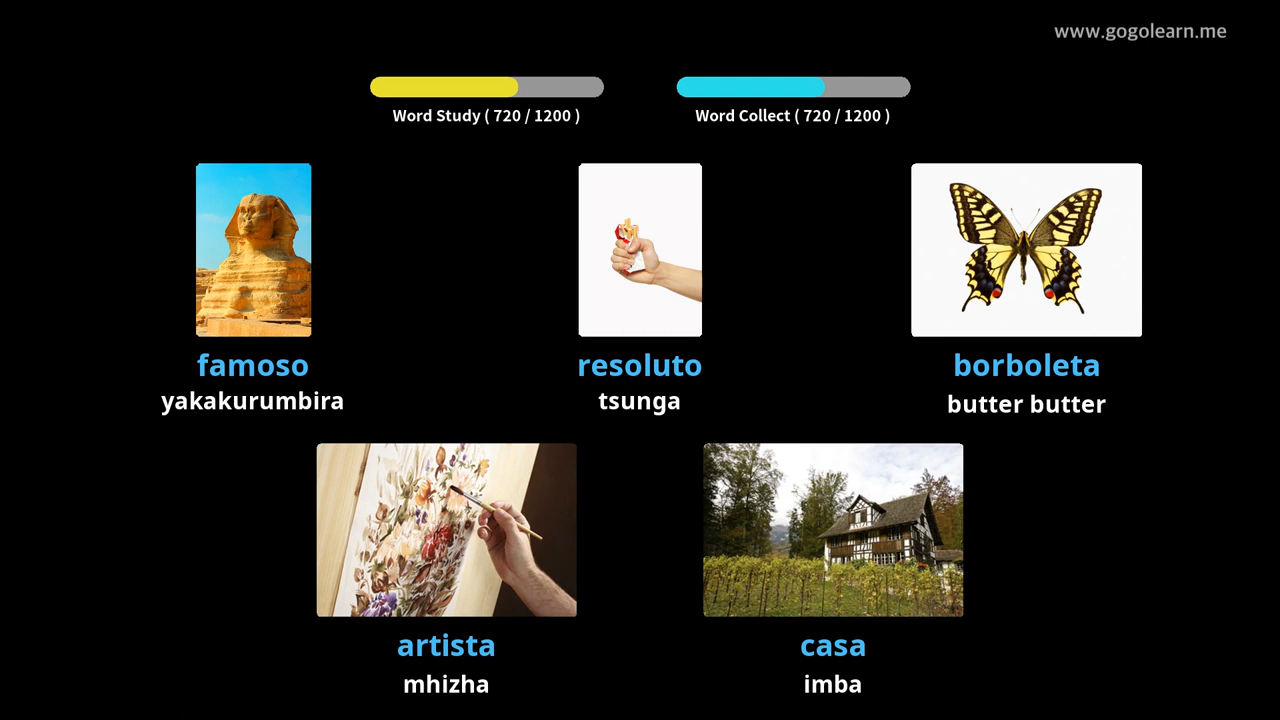 www.gogolearn.me
Word Study ( 720 / 1200 )
Word Collect ( 720 / 1200 )
famoso
yakakurumbira
resoluto
tsunga
borboleta
butter butter
artista
mhizha
casa
imba